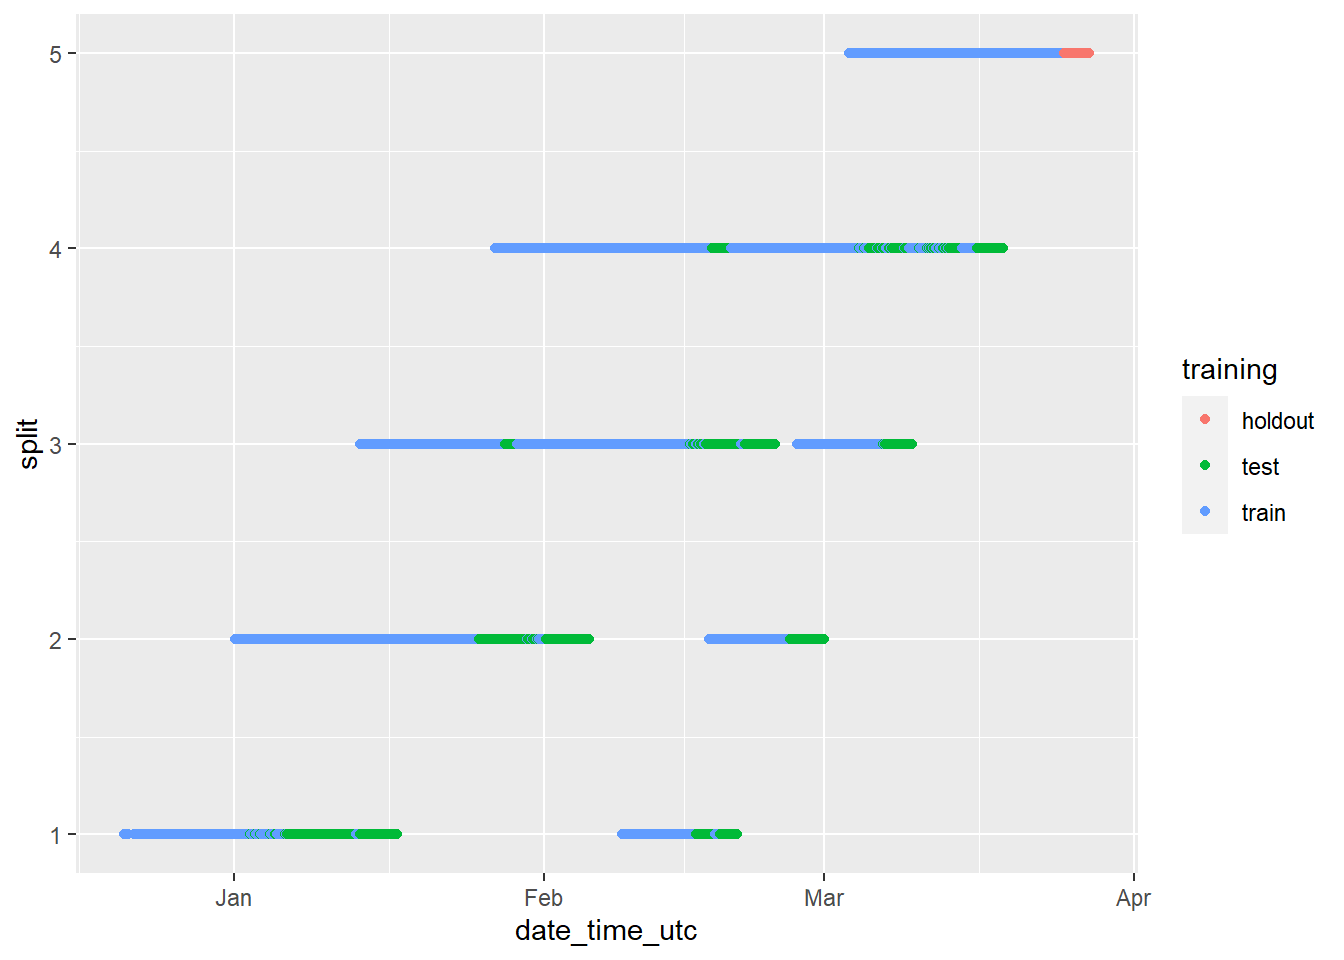 5
4
3
2
1
split
Jan Feb Mar Apr
date_time_utc
training
holdout
test
train